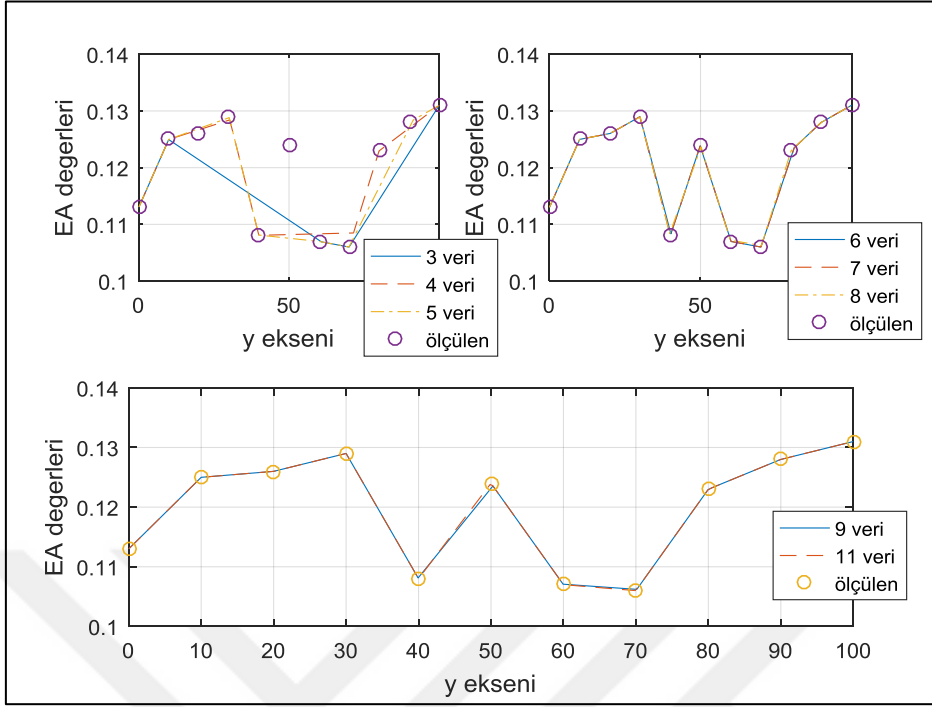 0.14
0.13
0.12
0.11
0.1
EA degerleri
0
50
y ekseni
3 veri
4 veri
5 veri
ölçülen
0.14
0.13
0.12
0.11
0.1
EA degerleri
0
50
y ekseni
6 veri
7 veri
8 veri
ölçülen
0.14
0.13
0.12
0.11
0.1
EA degerleri
0 10 20 30 40 50 60 70 80 90 100
y ekseni
9 veri
11 veri
ölçülen